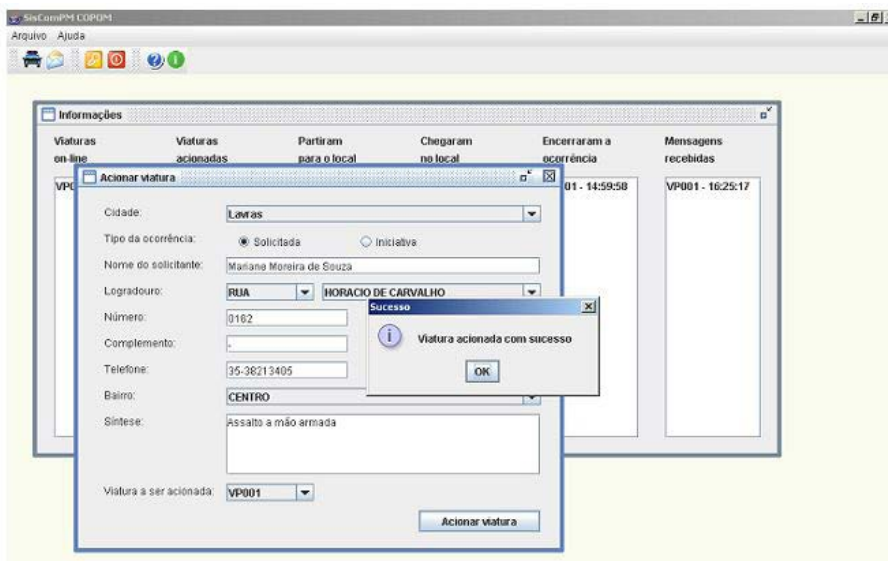 SisComPM COPOM
Arquivo Ajuda
Informações
Viaturas on-line
Viaturas acionadas
Partiram para o local
Chegaram no local
Encerraram a ocorrência
Mensagens recebidas
01 - 14:59:58
VP001 - 16:25:17
Acionar viatura
Cidade: Lavras
Tipo da ocorrência: Solicitada Iniciativa
Nome do solicitante: Mariane Moreira de Souza
Logradouro: RUA HORACIO DE CARVALHO
Número: 0162
Complemento: .
Telefone: 35-38213405
Bairro: CENTRO
Síntese: Assalto a mão armada
Viatura a ser acionada: VP001
Acionar viatura
Sucesso
Viatura acionada com sucesso
OK